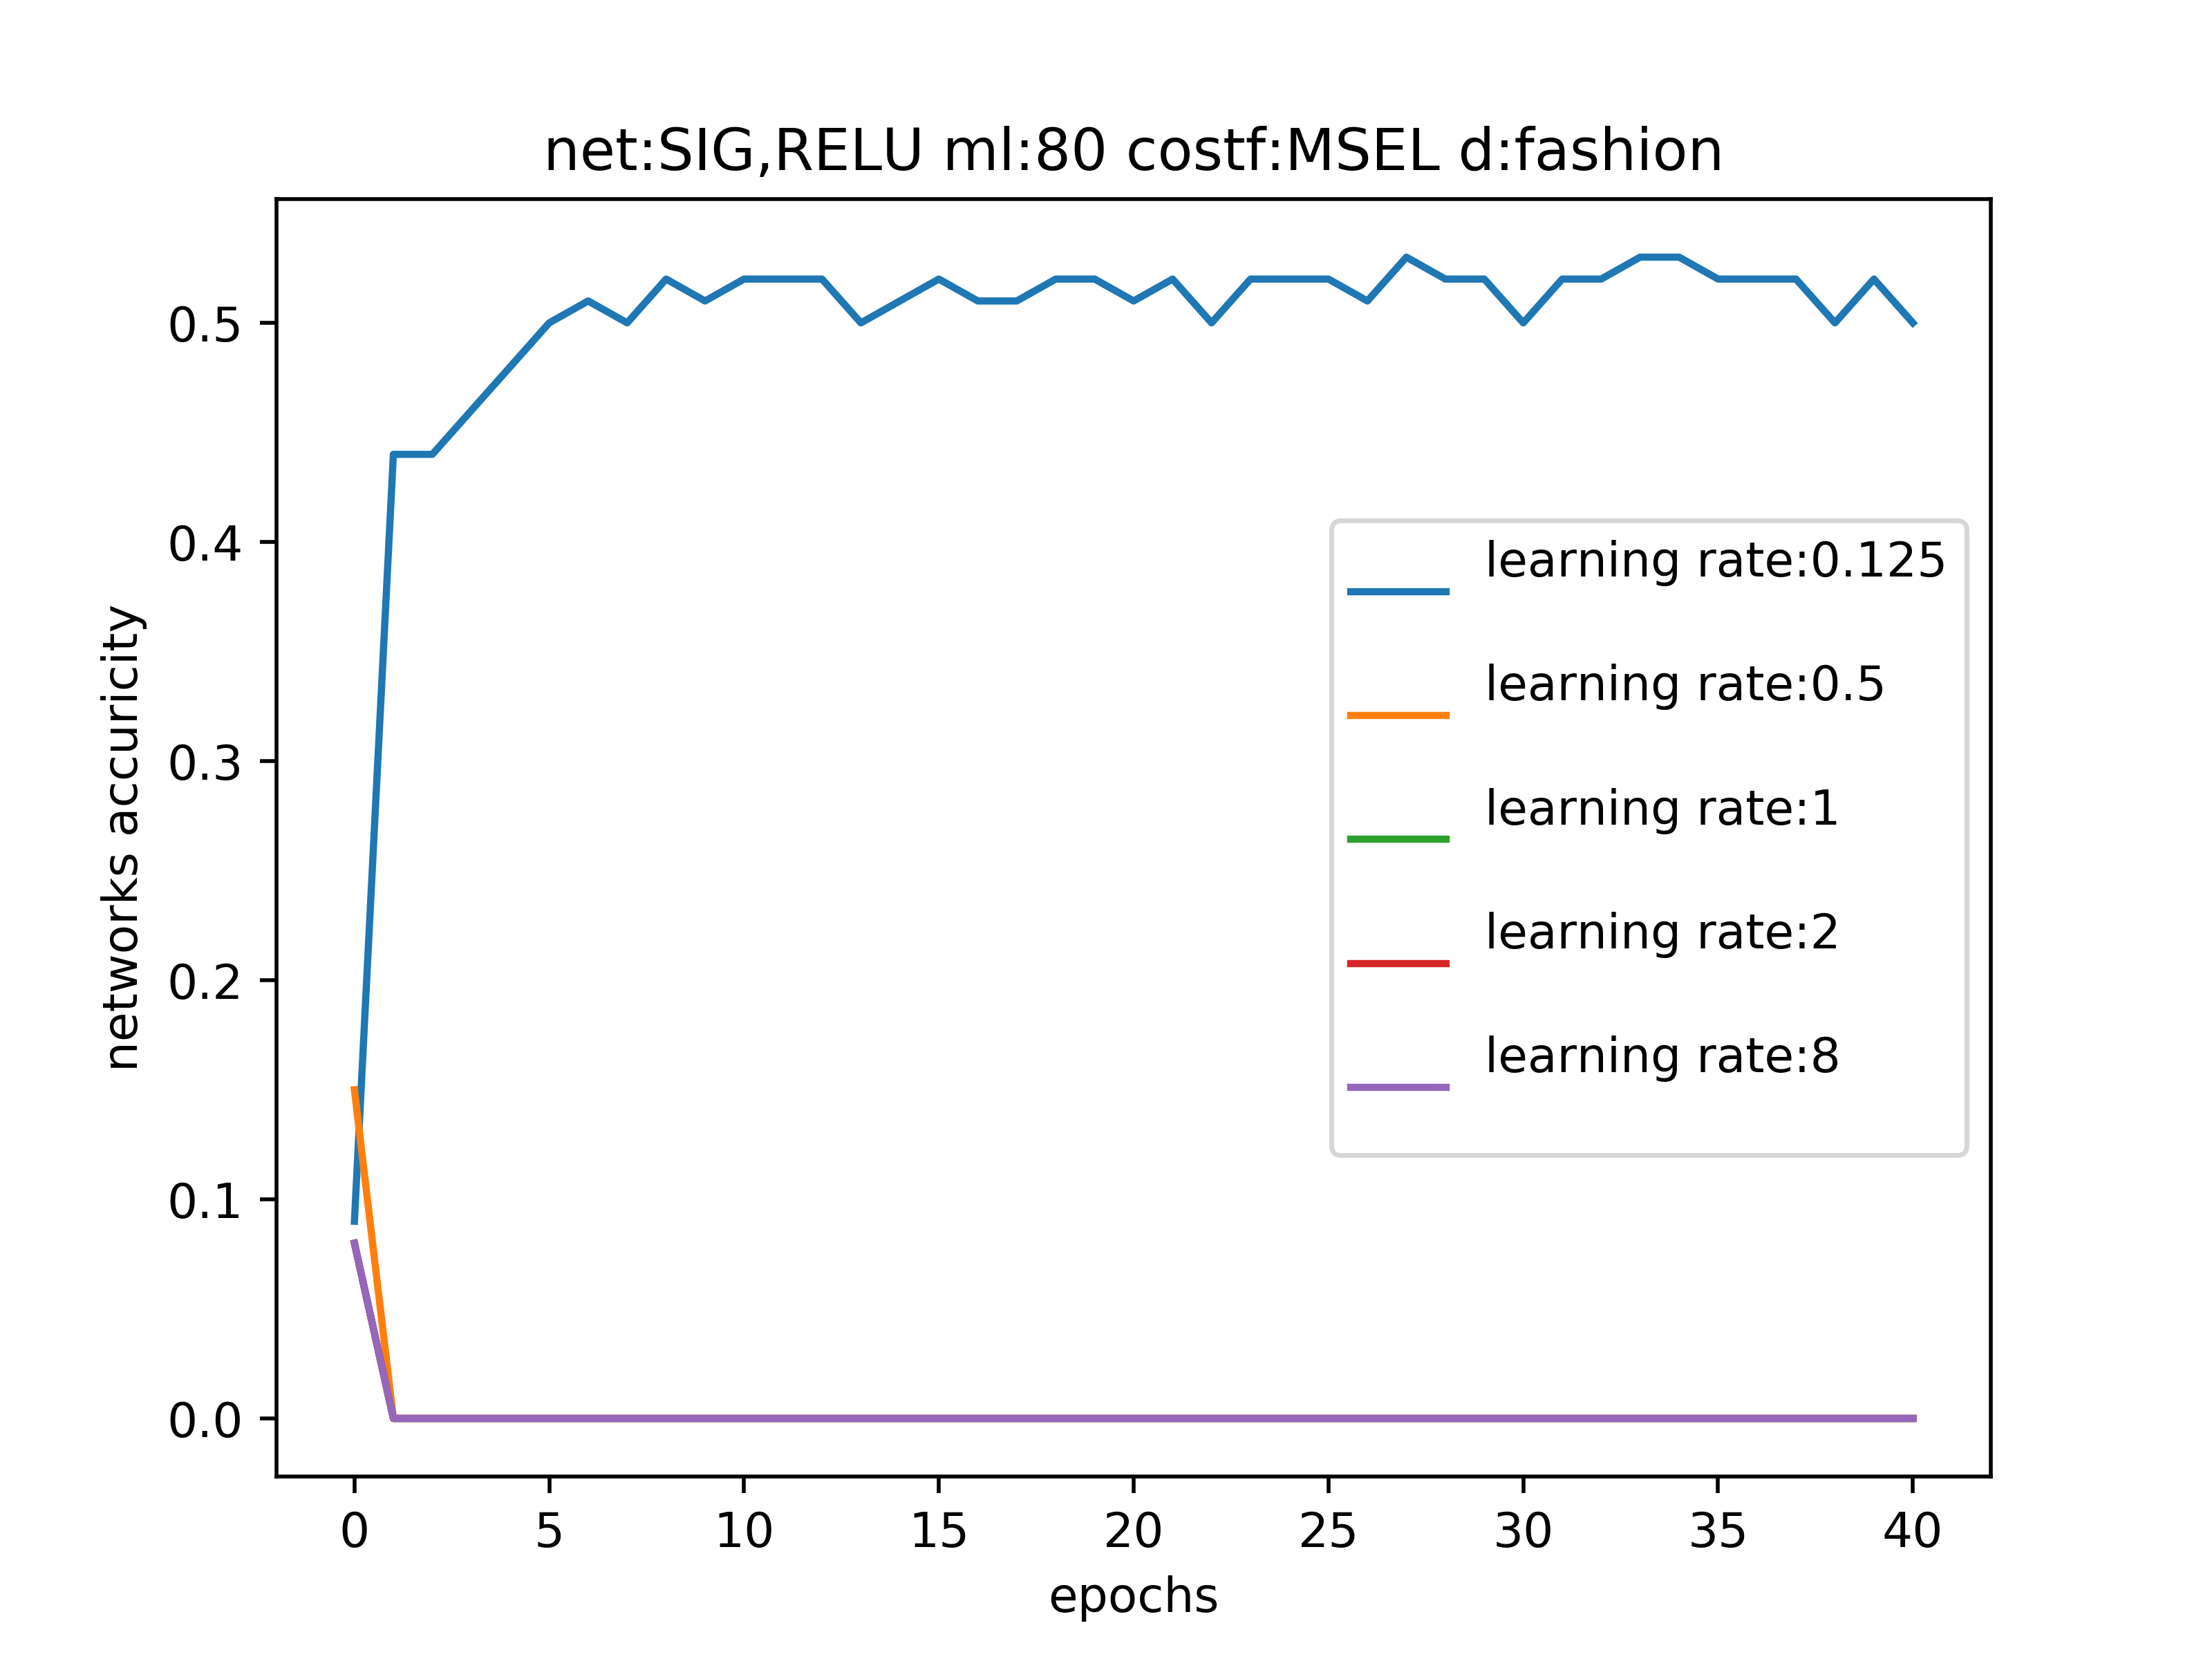 net:SIG,RELU ml:80 costf:MSEL d:fashion
networks accuricity
0.5
0.4
0.3
0.2
0.1
0.0
learning rate:0.125
learning rate:0.5
learning rate:1
learning rate:2
learning rate:8
0 5 10 15 20 25 30 35 40
epochs